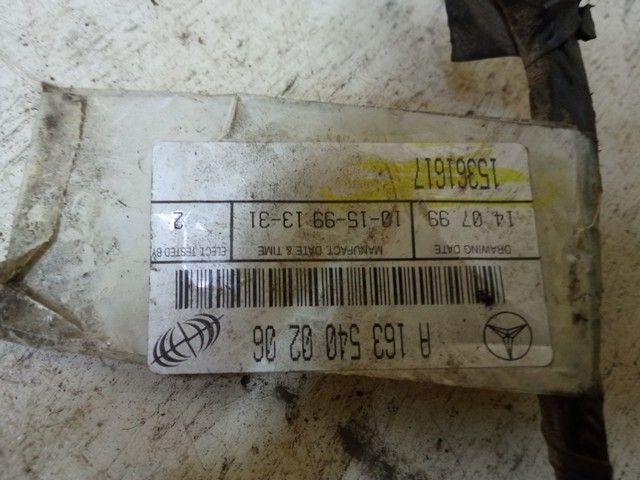 A 163 540 02 06
DRAWING DATE MANUFACT. DATE & TIME ELECT. TESTED BY
14.07.99 10-15-99 13-31 2
15361617